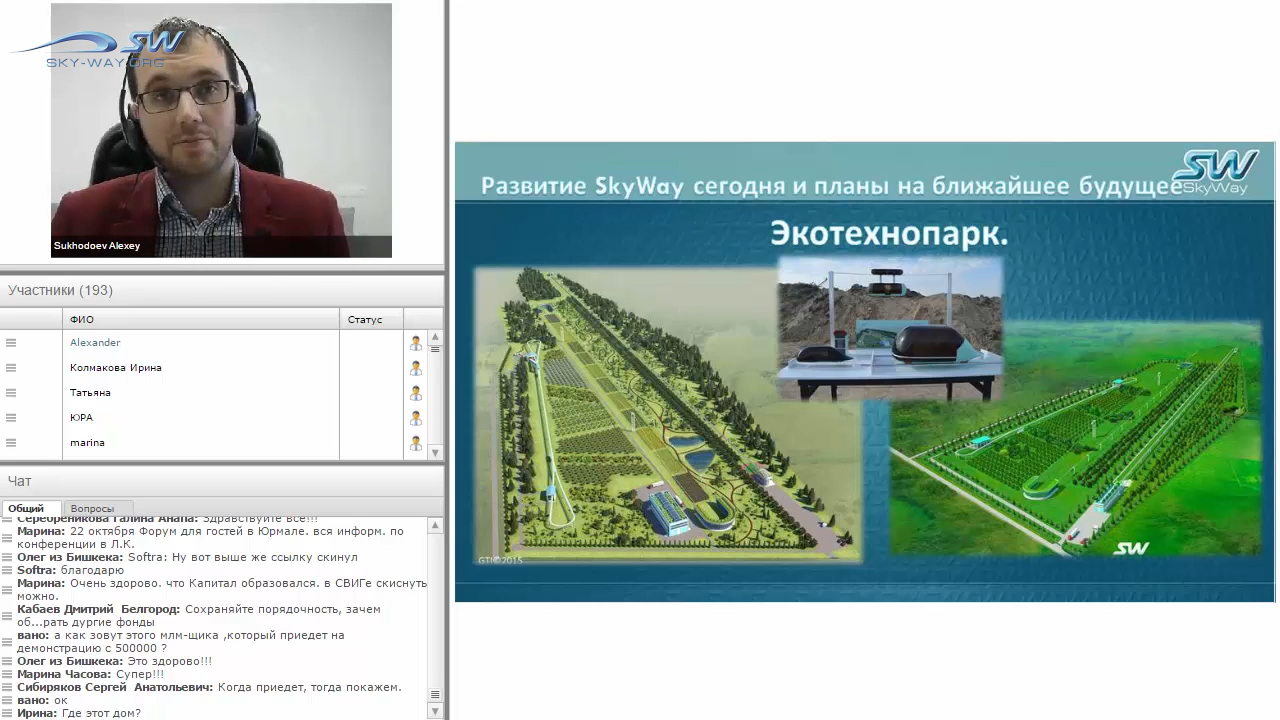 SW
SKY-WAY.ORG
Sukhodoev Alexey
Участники (193)
ФИО
Статус
Alexander
Колмакова Ирина
Татьяна
ЮРА
marina
Чат
Общий
Вопросы
Серебреникова Галина Анапа: Здравствуйте все!!!
Марина: 22 октября Форум для гостей в Юрмале. вся информ. по
конференции в Л.К.
Олег из Бишкека: Softra: Ну вот выше же ссылку скинул
Softra: благодарю
Марина: Очень здорово. что Капитал образовался. в СВИГе скиснуть
можно.
Кабаев Дмитрий Белгород: Сохраняйте порядочность, зачем
об...рать дургие фонды
вано: а как зовут этого млм-щика ,который приедет на
демонстрацию с 500000 ?
Олег из Бишкека: Это здорово!!!
Марина Часова: Супер!!!
Сибиряков Сергей Анатольевич: Когда приедет, тогда покажем.
вано: ок
Ирина: Где этот дом?
SW
SkyWay
Развитие SkyWay сегодня и планы на ближайшее будущее
Экотехнопарк.
GTI©2015
SW